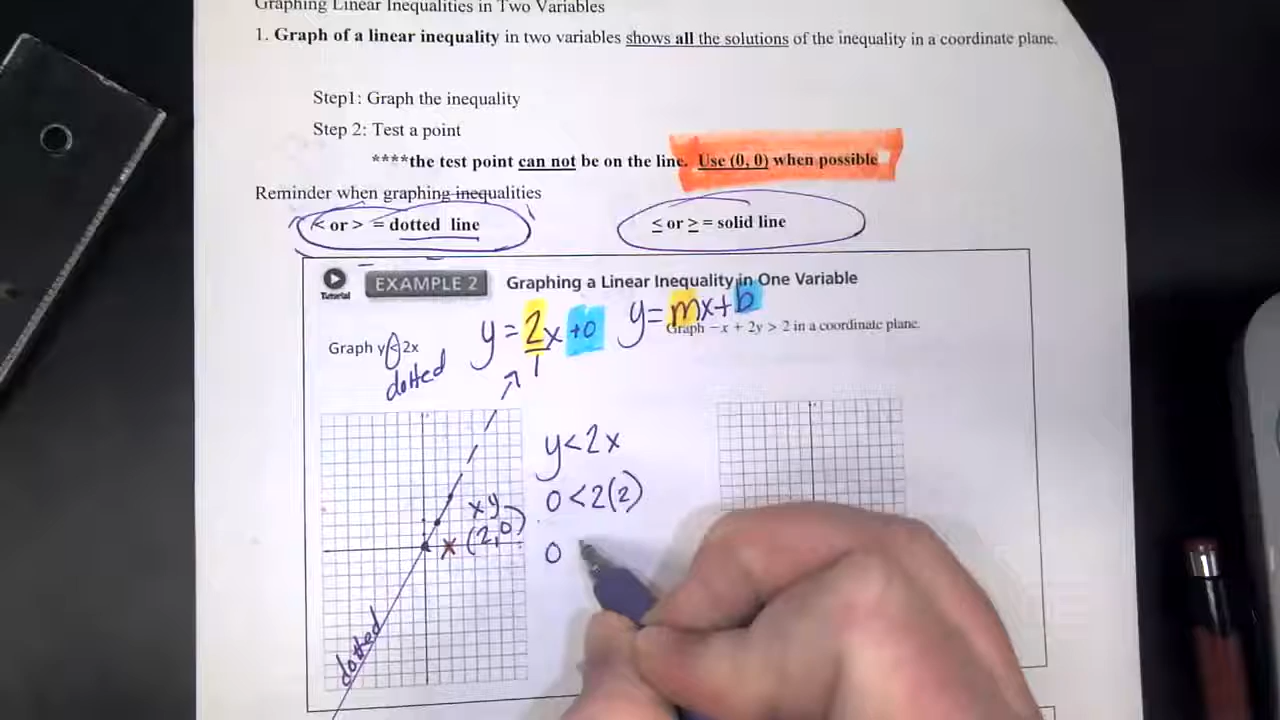 Graphing Linear Inequalities in Two Variables
1. Graph of a linear inequality in two variables shows all the solutions of the inequality in a coordinate plane.
Step1: Graph the inequality
Step 2: Test a point
****the test point can not be on the line. Use (0, 0) when possible
Reminder when graphing inequalities
< or > = dotted line
≤ or ≥ = solid line
Tutorial
EXAMPLE 2 Graphing a Linear Inequality in One Variable
y=2x+0
1
y=mx+b
Graph y<2x
dotted
Graph −x + 2y > 2 in a coordinate plane.
y<2x
0<2(2)
0
x y
(2,0)
x
dotted